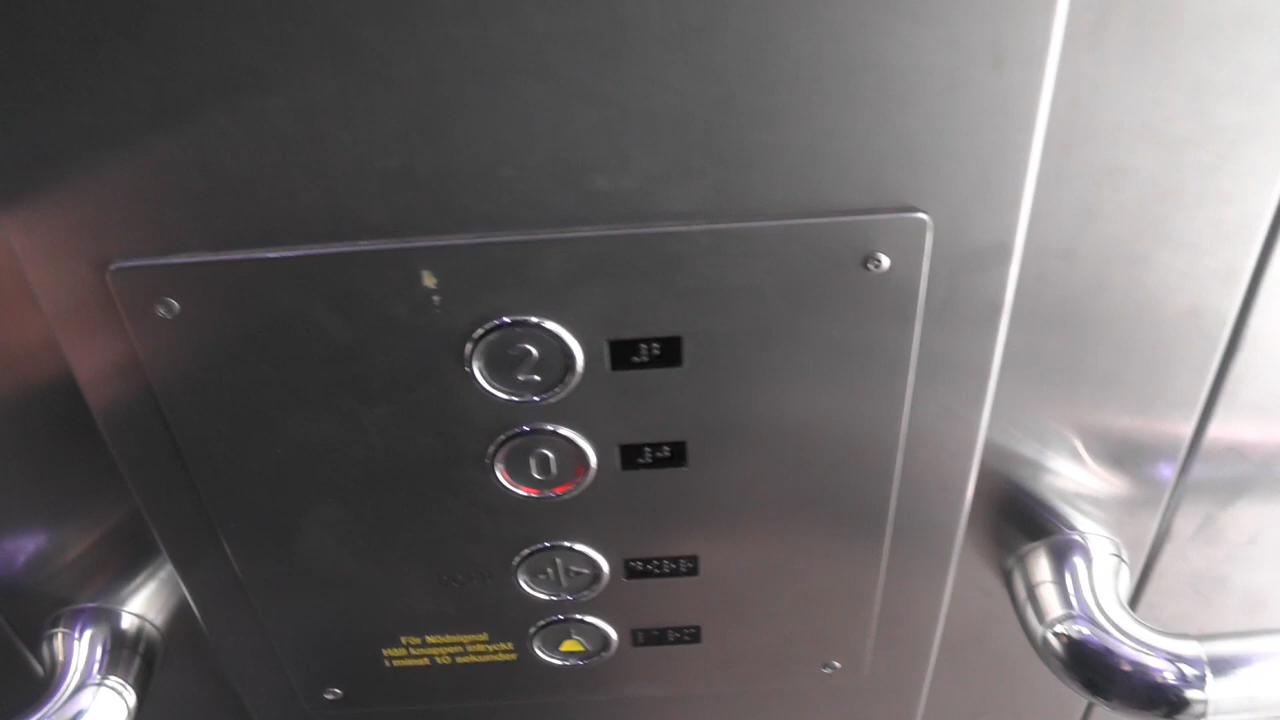 2
0
För Nödsignal
Håll knappen intryckt
i minst 10 sekunder